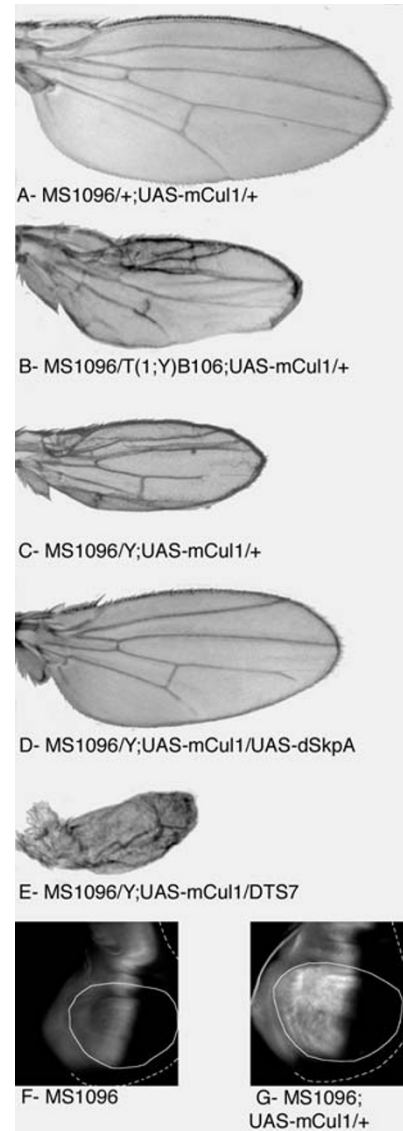 A- MS1096/+;UAS-mCul1/+
B- MS1096/T(1;Y)B106;UAS-mCul1/+
C- MS1096/Y;UAS-mCul1/+
D- MS1096/Y;UAS-mCul1/UAS-dSkpA
E- MS1096/Y;UAS-mCul1/DTS7
F- MS1096
G- MS1096;
UAS-mCul1/+